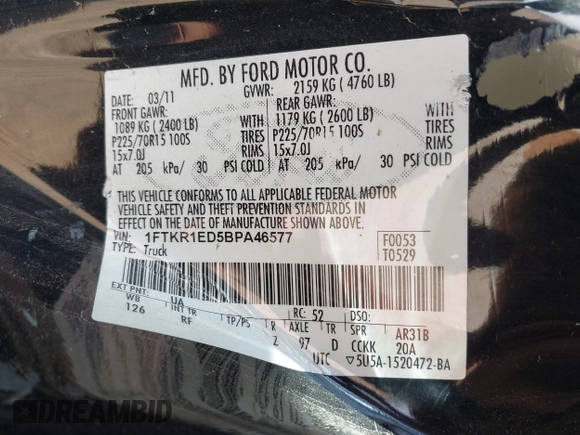 MFD. BY FORD MOTOR CO.
DATE: 03/11 GVWR: 2159 KG ( 4760 LB)
FRONT GAWR: REAR GAWR:
1089 KG ( 2400 LB) WITH 1179 KG ( 2600 LB) WITH
P225/70R15 100S TIRES P225/70R15 100S TIRES
15x7.0J RIMS 15x7.0J RIMS
AT 205 kPa/ 30 PSI COLD AT 205 kPa/ 30 PSI COLD
THIS VEHICLE CONFORMS TO ALL APPLICABLE FEDERAL MOTOR
VEHICLE SAFETY AND THEFT PREVENTION STANDARDS IN
EFFECT ON THE DATE OF MANUFACTURE SHOWN ABOVE.
VIN: 1FTKR1ED5BPA46577 F0053
TYPE: Truck T0529
EXT PNT: UA RC: 52 DSO:
WB INT TR TP/PS R AXLE TR SPR AR31B
126 RF Z 97 D CCKK 20A
UTC ▽5U5A-1520472-BA
DREAMBID